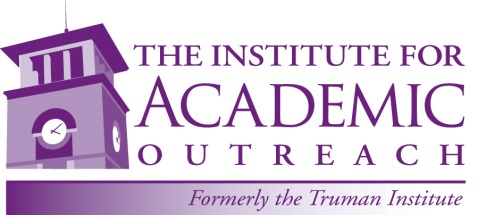 THE INSTITUTE FOR
ACADEMIC
OUTREACH
Formerly the Truman Institute